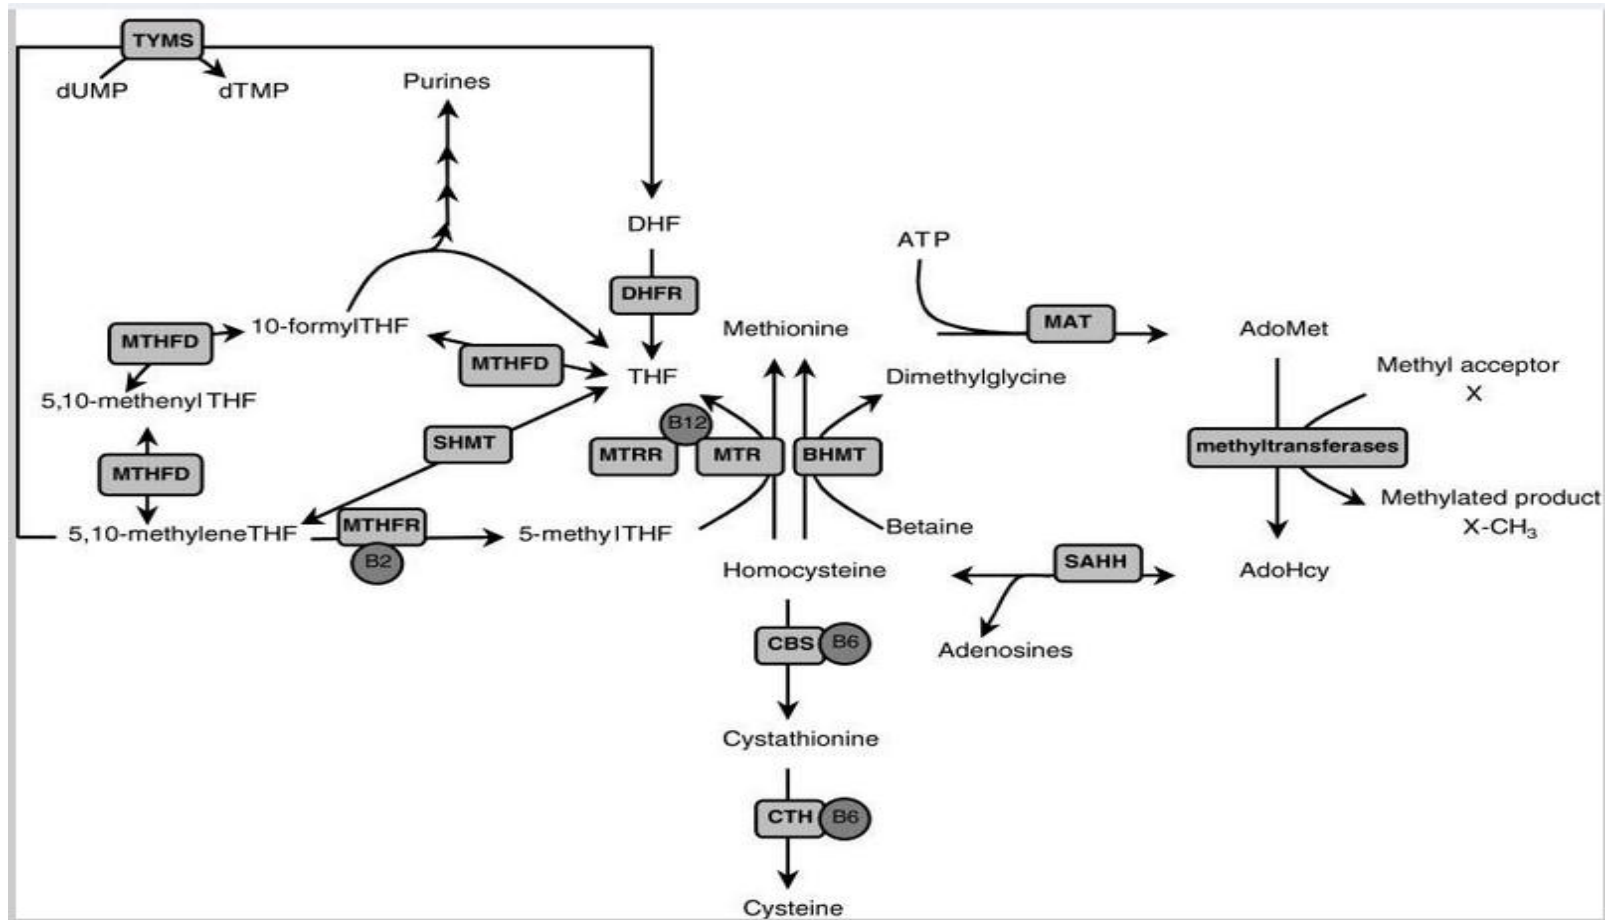 TYMS
dUMP
dTMP
Purines
DHF
ATP
DHFR
MTHFD
10-formylTHF
Methionine
MAT
AdoMet
MTHFD
THF
Dimethylglycine
Methyl acceptor
X
5,10-methenyl THF
B12
SHMT
MTRR
MTR
BHMT
methyltransferases
MTHFD
Methylated product
X-CH₃
5,10-methyleneTHF
MTHFR
B2
5-methylTHF
Betaine
Homocysteine
SAHH
AdoHcy
Adenosines
CBS
B6
Cystathionine
CTH
B6
Cysteine